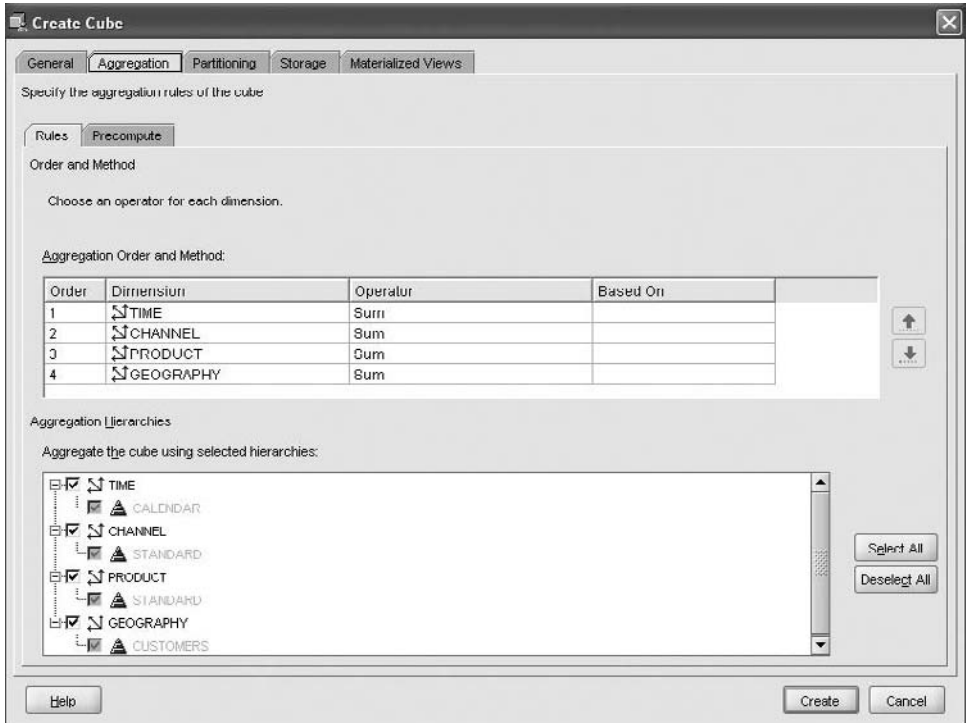 Create Cube
General Aggregation Partitioning Storage Materialized Views
Specify the aggregation rules of the cube
Rules Precompute
Order and Method
Choose an operator for each dimension.
Aggregation Order and Method:
Order Dimension Operator Based On
1 TIME Sum
2 CHANNEL Sum
3 PRODUCT Sum
4 GEOGRAPHY Sum
Aggregation Hierarchies
Aggregate the cube using selected hierarchies:
TIME
CALENDAR
CHANNEL
STANDARD
PRODUCT
STANDARD
GEOGRAPHY
CUSTOMERS
Select All
Deselect All
Help Create Cancel